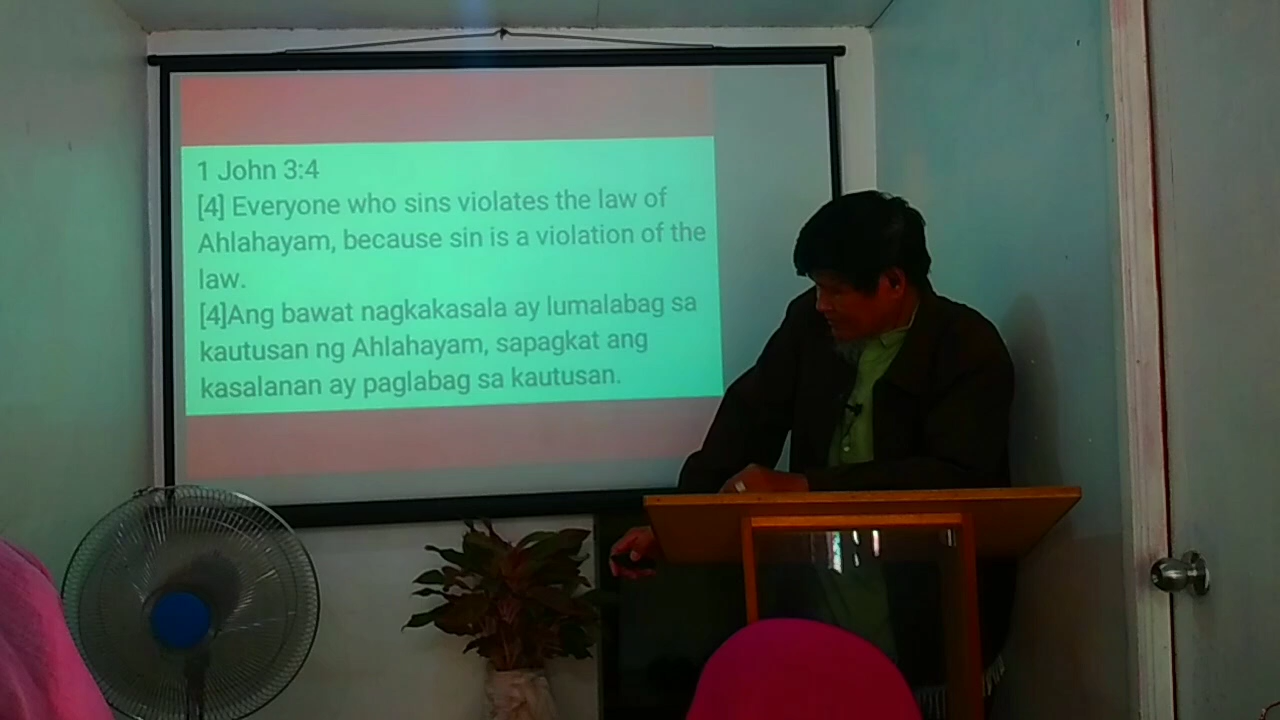 1 John 3:4
[4] Everyone who sins violates the law of
Ahlahayam, because sin is a violation of the
law.
[4]Ang bawat nagkakasala ay lumalabag sa
kautusan ng Ahlahayam, sapagkat ang
kasalanan ay paglabag sa kautusan.